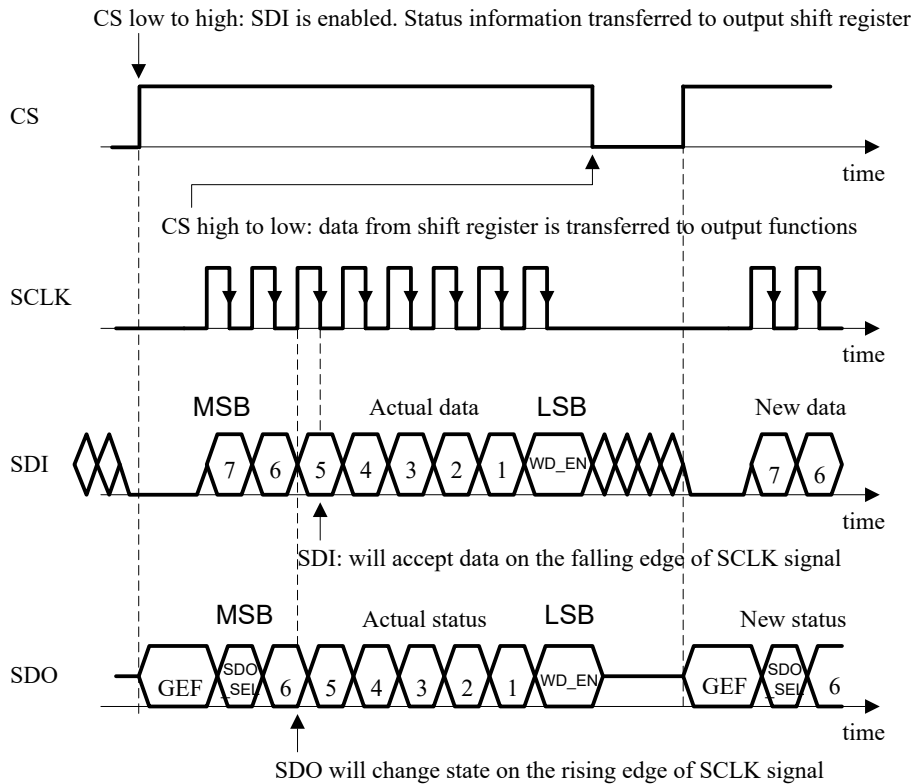 CS low to high: SDI is enabled. Status information transferred to output shift register
CS
time
CS high to low: data from shift register is transferred to output functions
SCLK
time
MSB Actual data LSB New data
SDI 7 6 5 4 3 2 1 WD_EN 7 6
time
SDI: will accept data on the falling edge of SCLK signal
MSB Actual status LSB New status
SDO GEF SDO_SEL 6 5 4 3 2 1 WD_EN GEF SDO_SEL 6
time
SDO will change state on the rising edge of SCLK signal